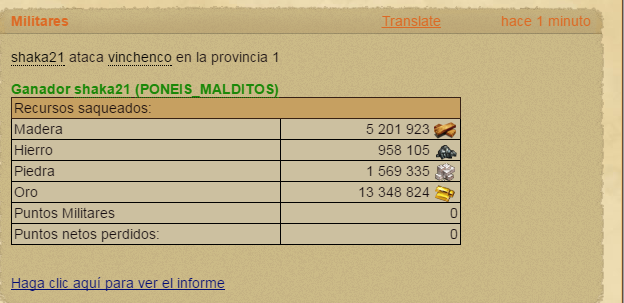 Militares Translate hace 1 minuto
shaka21 ataca vinchenco en la provincia 1
Ganador shaka21 (PONEIS_MALDITOS)
Recursos saqueados:
Madera 5 201 923
Hierro 958 105
Piedra 1 569 335
Oro 13 348 824
Puntos Militares 0
Puntos netos perdidos: 0
Haga clic aquí para ver el informe